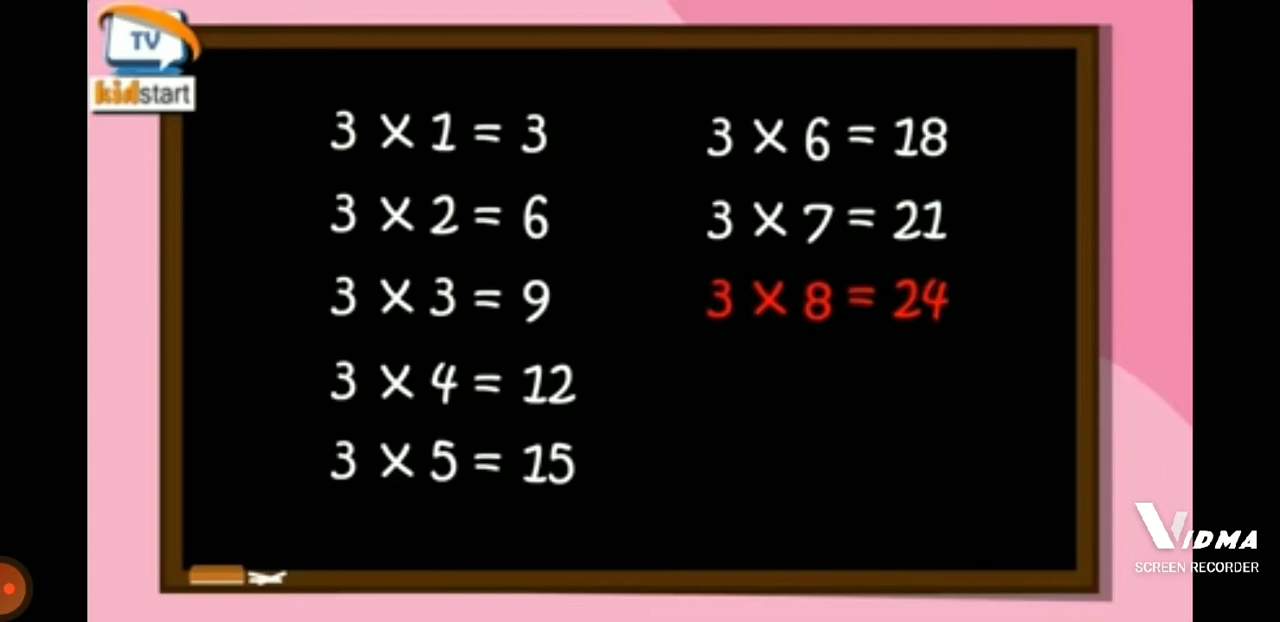 TV
kidstart
3 × 1 = 3
3 × 2 = 6
3 × 3 = 9
3 × 4 = 12
3 × 5 = 15
3 × 6 = 18
3 × 7 = 21
3 × 8 = 24
VIDMA
SCREEN RECORDER